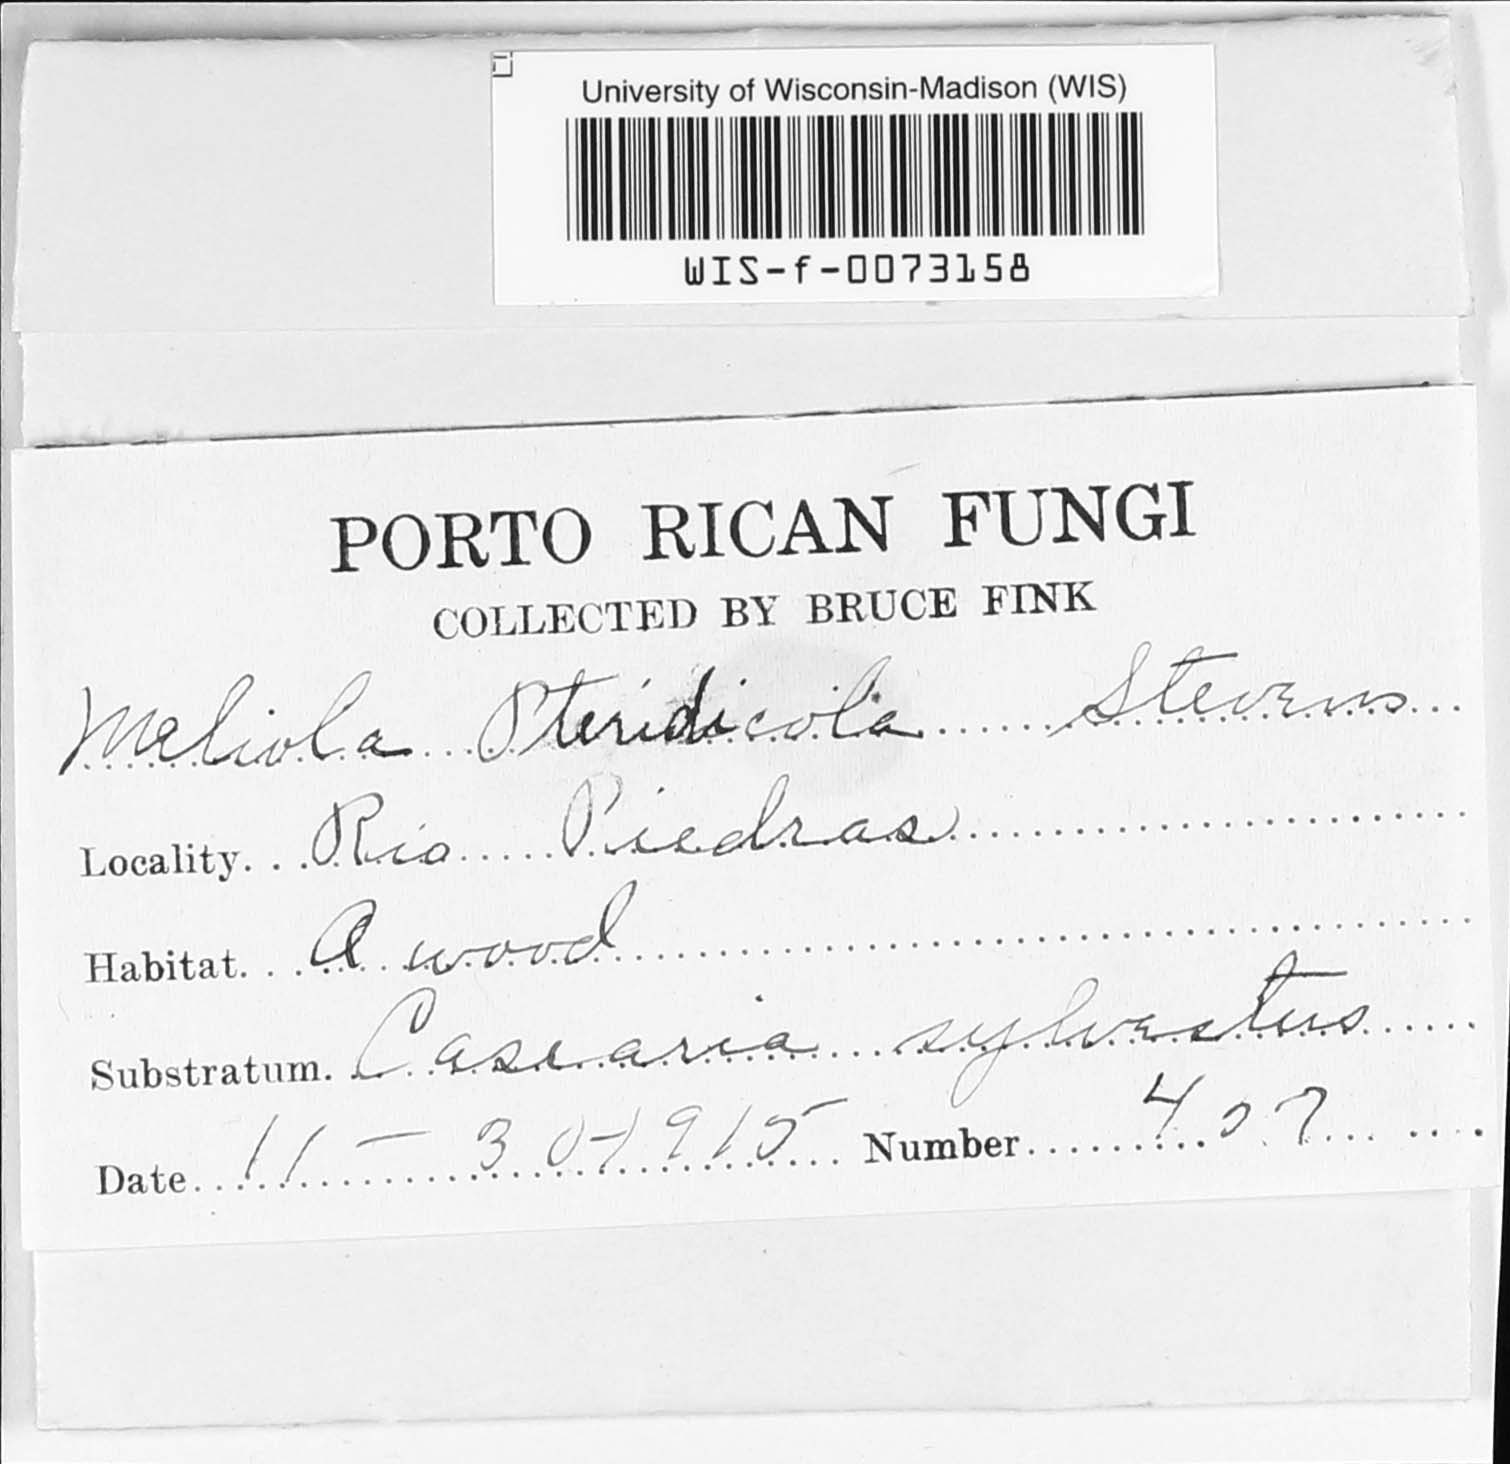 University of Wisconsin-Madison (WIS)
WIS-f-0073158
PORTO RICAN FUNGI
COLLECTED BY BRUCE FINK
Meliola Pteridicola Stevens
Locality... Rio Piedras
Habitat... A wood
Substratum. Casearia sylvestus
Date 11-30-1915 Number 407